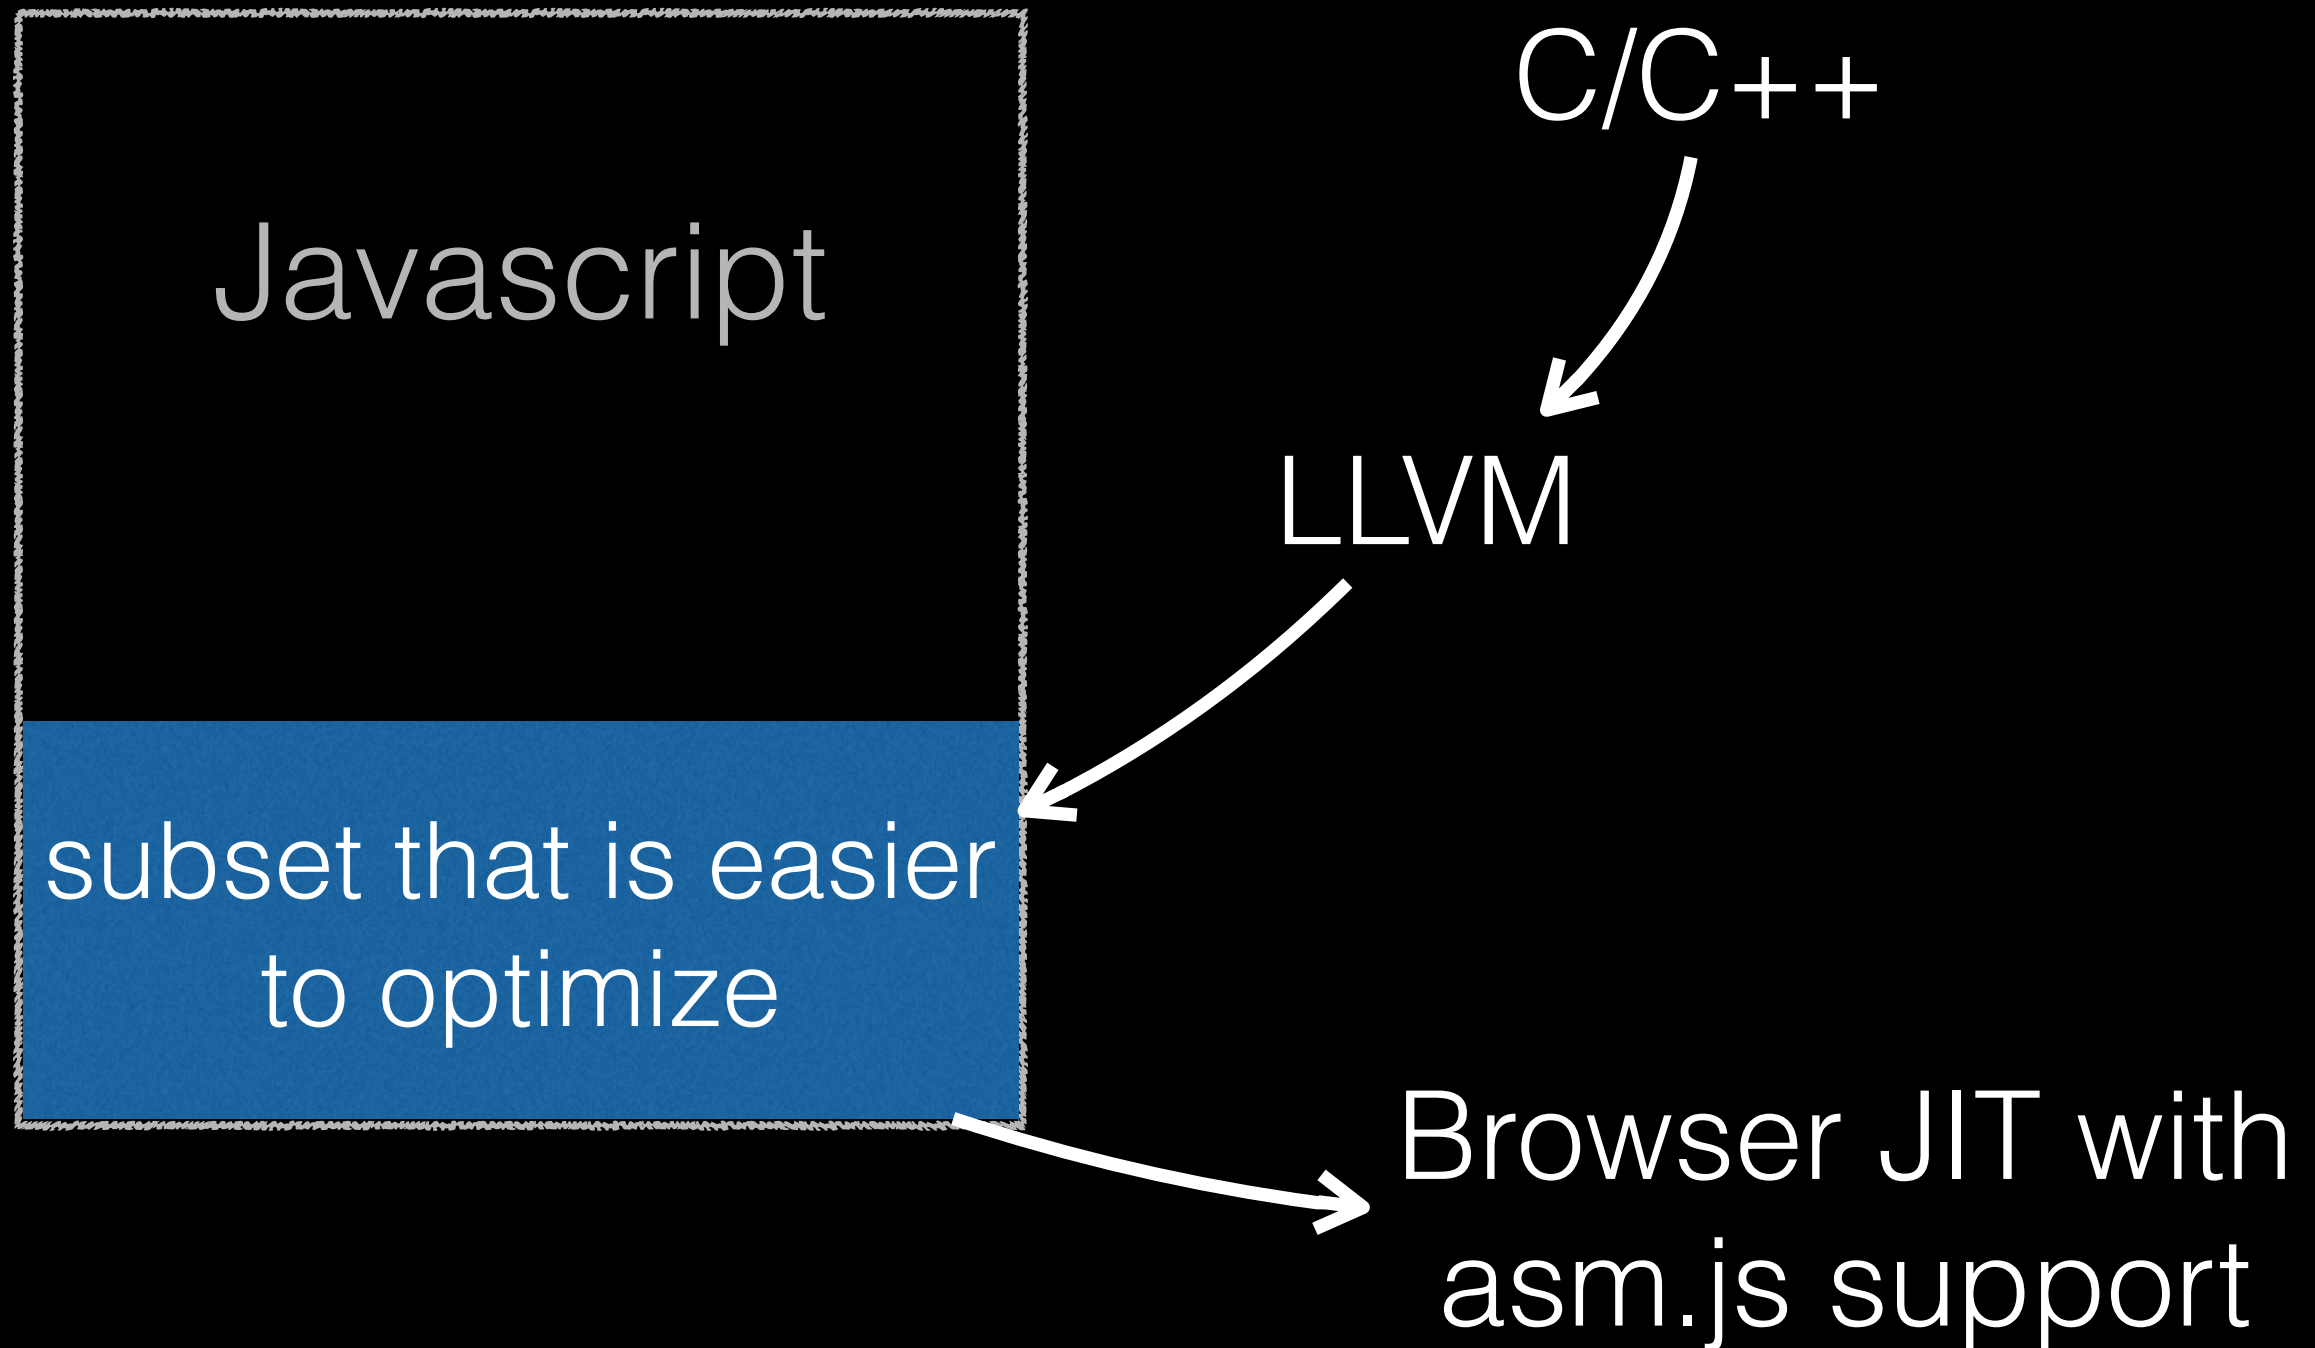 C/C++
Javascript
LLVM
subset that is easier
to optimize
Browser JIT with
asm.js support